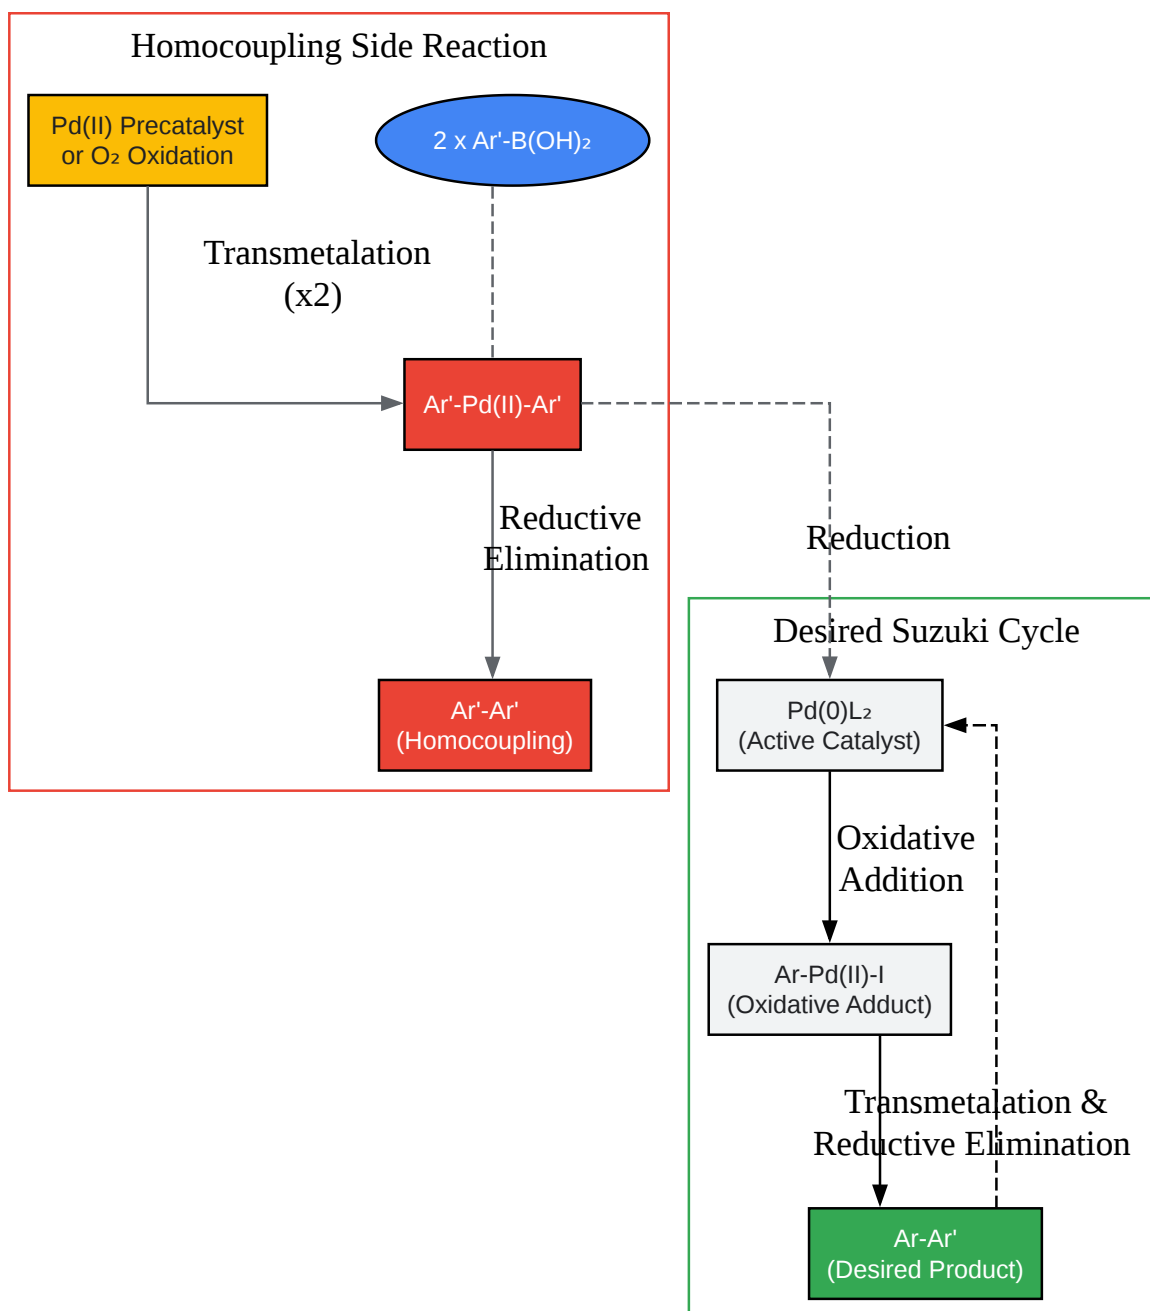 Homocoupling Side Reaction
Pd(II) Precatalyst
or O₂ Oxidation
2 x Ar'-B(OH)₂
Transmetalation
(x2)
Ar'-Pd(II)-Ar'
Reductive
Elimination
Reduction
Ar'-Ar'
(Homocoupling)
Desired Suzuki Cycle
Pd(0)L₂
(Active Catalyst)
Oxidative
Addition
Ar-Pd(II)-I
(Oxidative Adduct)
Transmetalation &
Reductive Elimination
Ar-Ar'
(Desired Product)